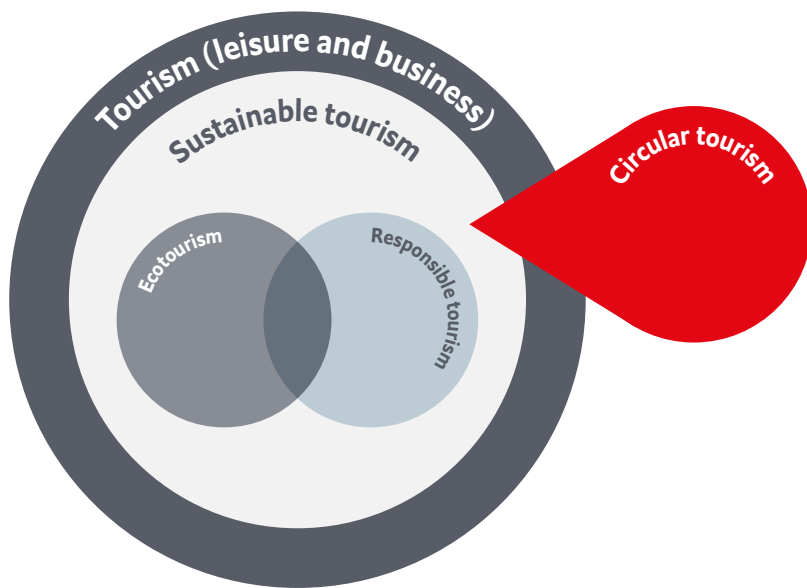 Tourism (leisure and business)
Sustainable tourism
Circular tourism
Ecotourism
Responsible tourism